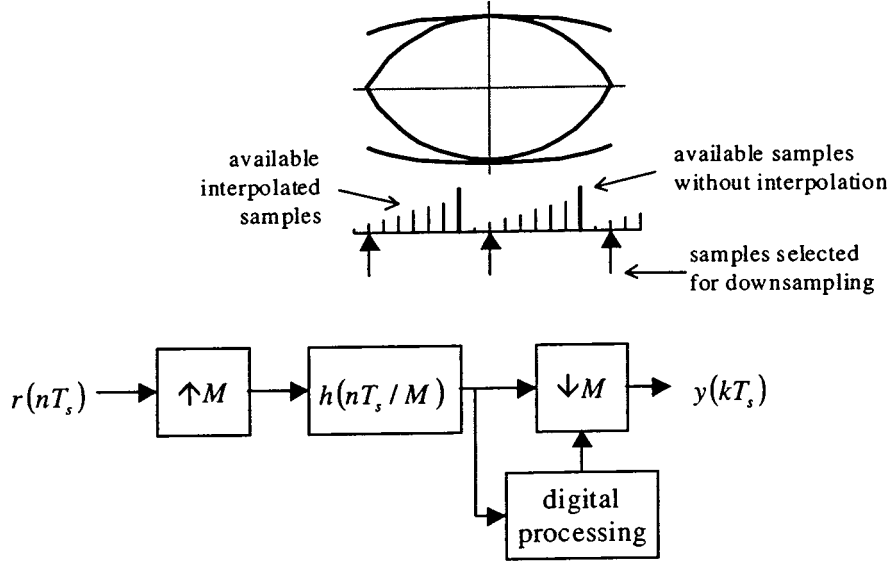 available
interpolated
samples
available samples
without interpolation
samples selected
for downsampling
r(nT_s)
↑M
h(nT_s / M)
↓M
y(kT_s)
digital
processing